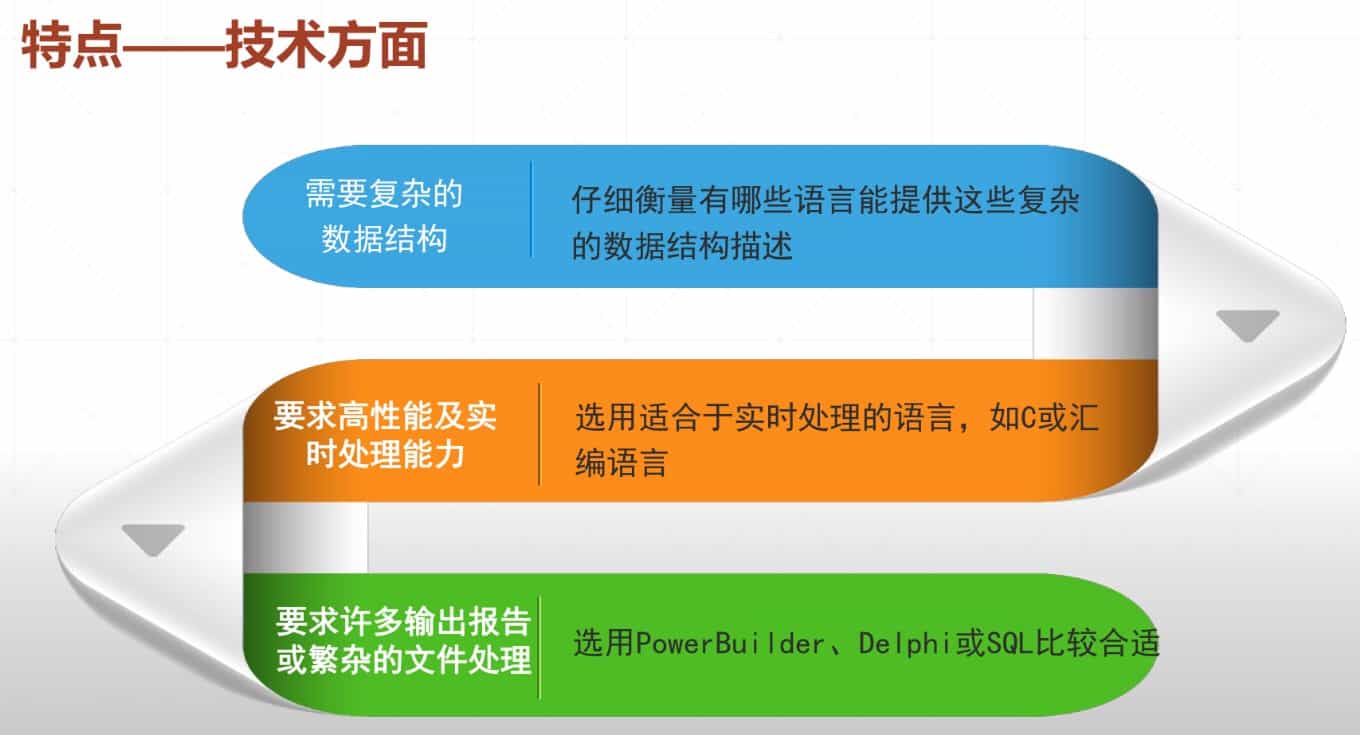 特点——技术方面
需要复杂的
数据结构
仔细衡量有哪些语言能提供这些复杂
的数据结构描述
要求高性能及实
时处理能力
选用适合于实时处理的语言，如C或汇
编语言
要求许多输出报告
或繁杂的文件处理
选用PowerBuilder、Delphi或SQL比较合适